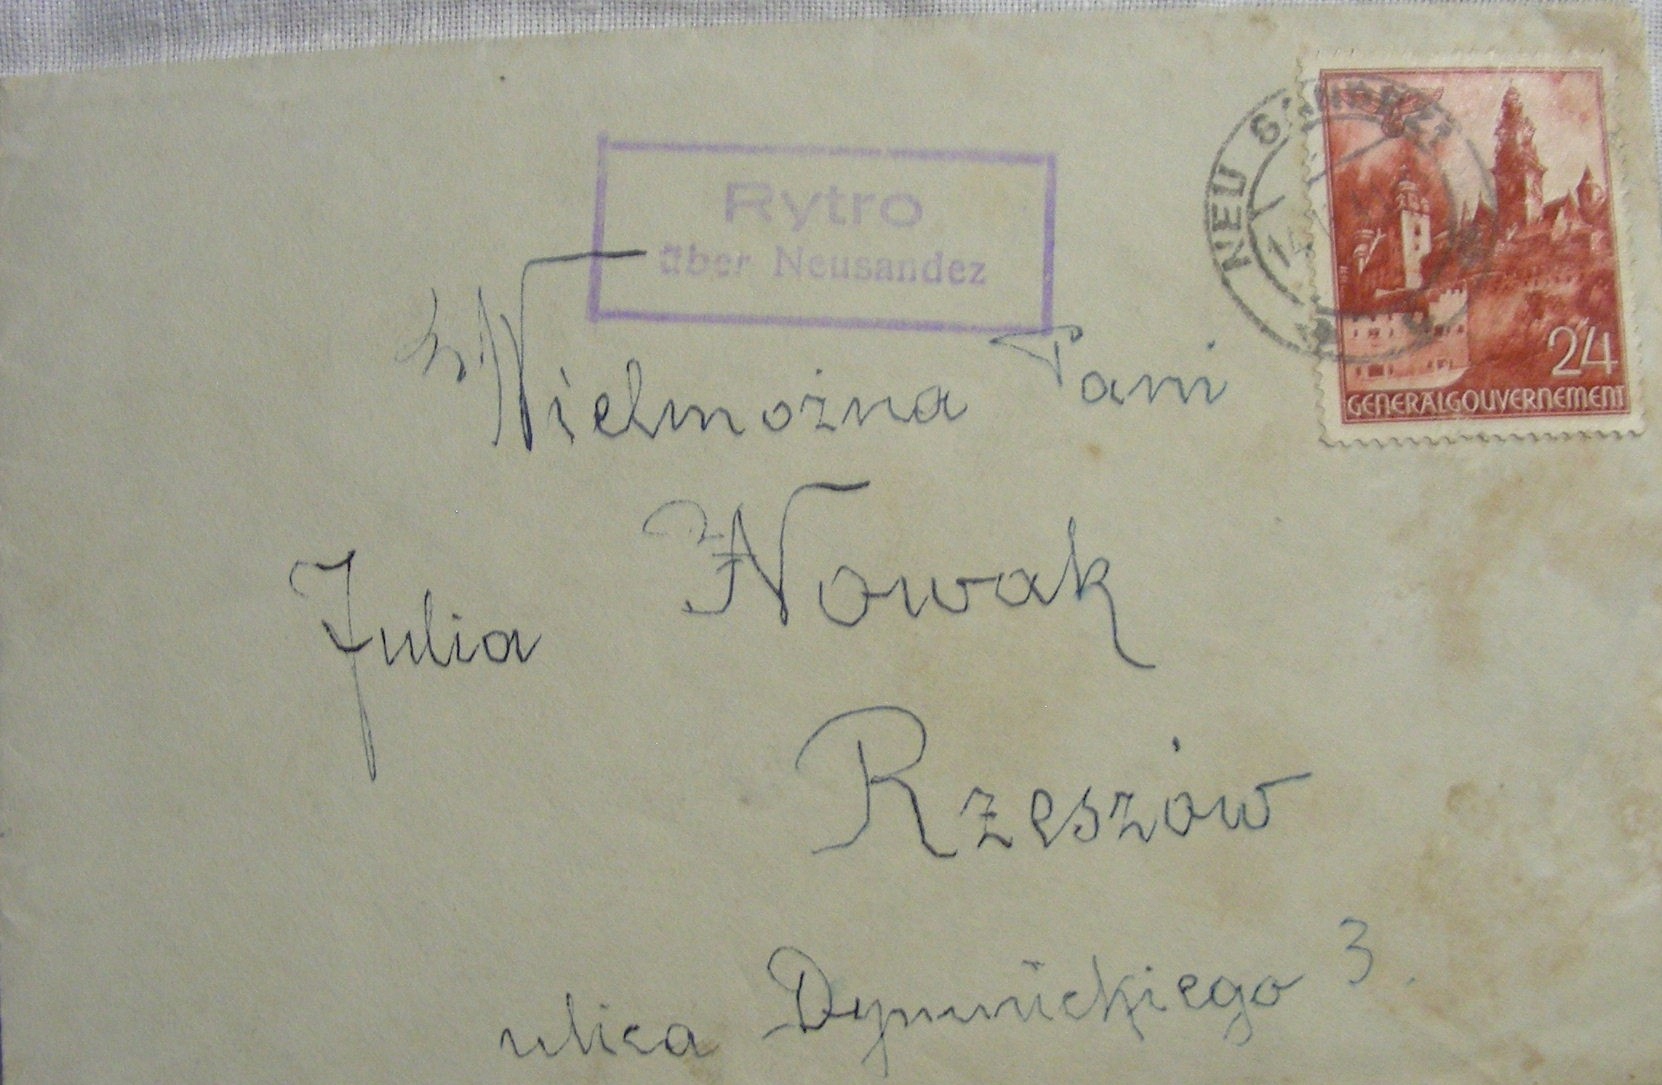 Rytro
über Neusandez
NEU
24
GENERALGOUVERNEMENT
Wielmożna Pani
Julia Nowak
Rzeszów
ulica Dymnickiego 3.